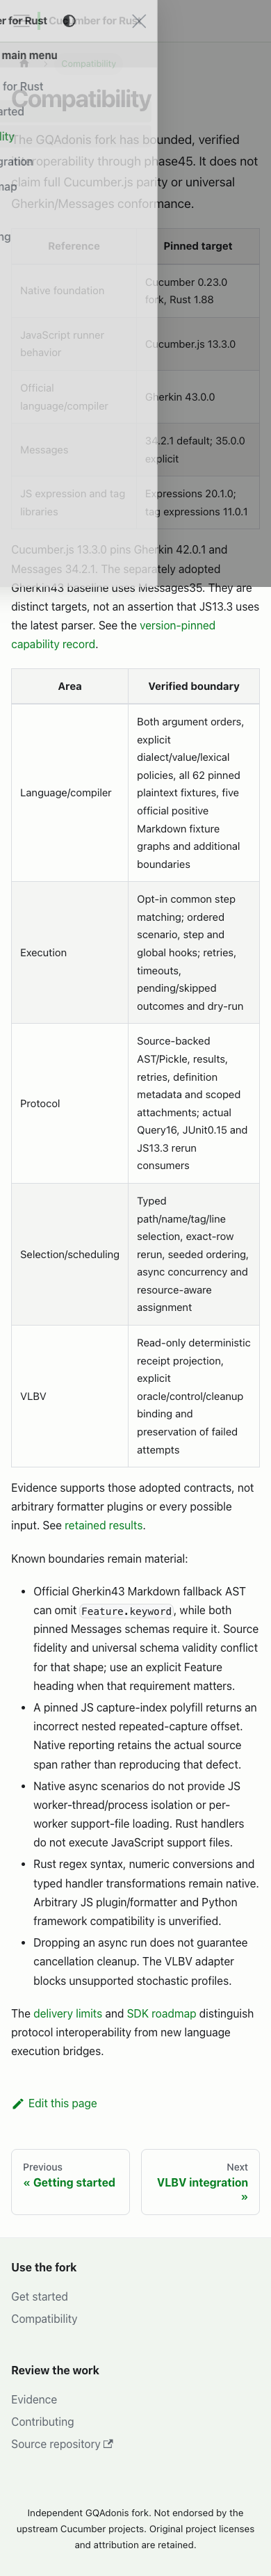 er for Rust
Cucumber for Rust
main menu
for Rust
Compatibility
arted
Compatibility
lity
gration
map
ng
The GQAdonis fork has bounded, verified
interoperability through phase45. It does not
claim full Cucumber.js parity or universal
Gherkin/Messages conformance.
Reference
Pinned target
Native foundation
Cucumber 0.23.0
fork, Rust 1.88
JavaScript runner
behavior
Cucumber.js 13.3.0
Official
language/compiler
Gherkin 43.0.0
Messages
34.2.1 default; 35.0.0
explicit
JS expression and tag
libraries
Expressions 20.1.0;
tag expressions 11.0.1
Cucumber.js 13.3.0 pins Gherkin 42.0.1 and
Messages 34.2.1. The separately adopted
Gherkin43 baseline uses Messages35. They are
distinct targets, not an assertion that JS13.3 uses
the latest parser. See the version-pinned
capability record.
Area
Verified boundary
Language/compiler
Both argument orders,
explicit
dialect/value/lexical
policies, all 62 pinned
plaintext fixtures, five
official positive
Markdown fixture
graphs and additional
boundaries
Execution
Opt-in common step
matching; ordered
scenario, step and
global hooks; retries,
timeouts,
pending/skipped
outcomes and dry-run
Protocol
Source-backed
AST/Pickle, results,
retries, definition
metadata and scoped
attachments; actual
Query16, JUnit0.15 and
JS13.3 rerun
consumers
Selection/scheduling
Typed
path/name/tag/line
selection, exact-row
rerun, seeded ordering,
async concurrency and
resource-aware
assignment
VLBV
Read-only deterministic
receipt projection,
explicit
oracle/control/cleanup
binding and
preservation of failed
attempts
Evidence supports those adopted contracts, not
arbitrary formatter plugins or every possible
input. See retained results.
Known boundaries remain material:
• Official Gherkin43 Markdown fallback AST
can omit Feature.keyword, while both
pinned Messages schemas require it. Source
fidelity and universal schema validity conflict
for that shape; use an explicit Feature
heading when that requirement matters.
• A pinned JS capture-index polyfill returns an
incorrect nested repeated-capture offset.
Native reporting retains the actual source
span rather than reproducing that defect.
• Native async scenarios do not provide JS
worker-thread/process isolation or per-
worker support-file loading. Rust handlers
do not execute JavaScript support files.
• Rust regex syntax, numeric conversions and
typed handler transformations remain native.
Arbitrary JS plugin/formatter and Python
framework compatibility is unverified.
• Dropping an async run does not guarantee
cancellation cleanup. The VLBV adapter
blocks unsupported stochastic profiles.
The delivery limits and SDK roadmap distinguish
protocol interoperability from new language
execution bridges.
Edit this page
Previous
« Getting started
Next
VLBV integration
»
Use the fork
Get started
Compatibility
Review the work
Evidence
Contributing
Source repository
Independent GQAdonis fork. Not endorsed by the
upstream Cucumber projects. Original project licenses
and attribution are retained.